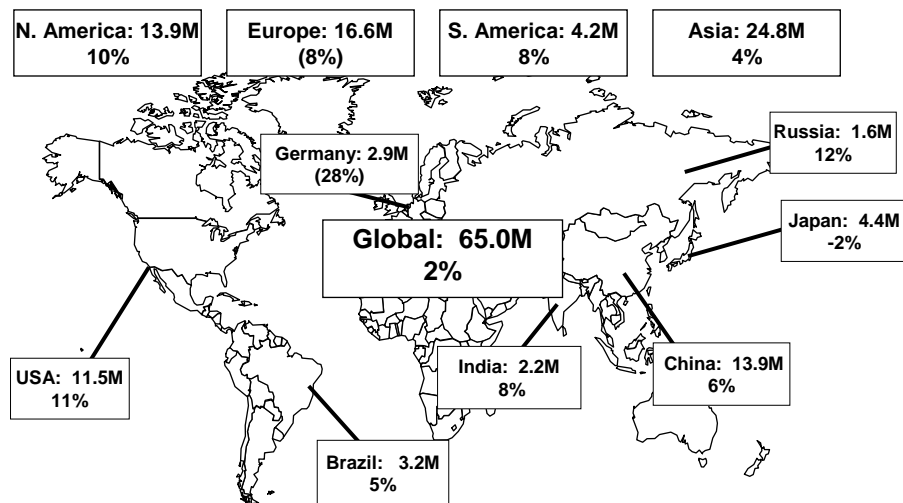 N. America: 13.9M
10%
Europe: 16.6M
(8%)
S. America: 4.2M
8%
Asia: 24.8M
4%
Russia: 1.6M
12%
Germany: 2.9M
(28%)
Japan: 4.4M
-2%
Global: 65.0M
2%
USA: 11.5M
11%
India: 2.2M
8%
China: 13.9M
6%
Brazil: 3.2M
5%